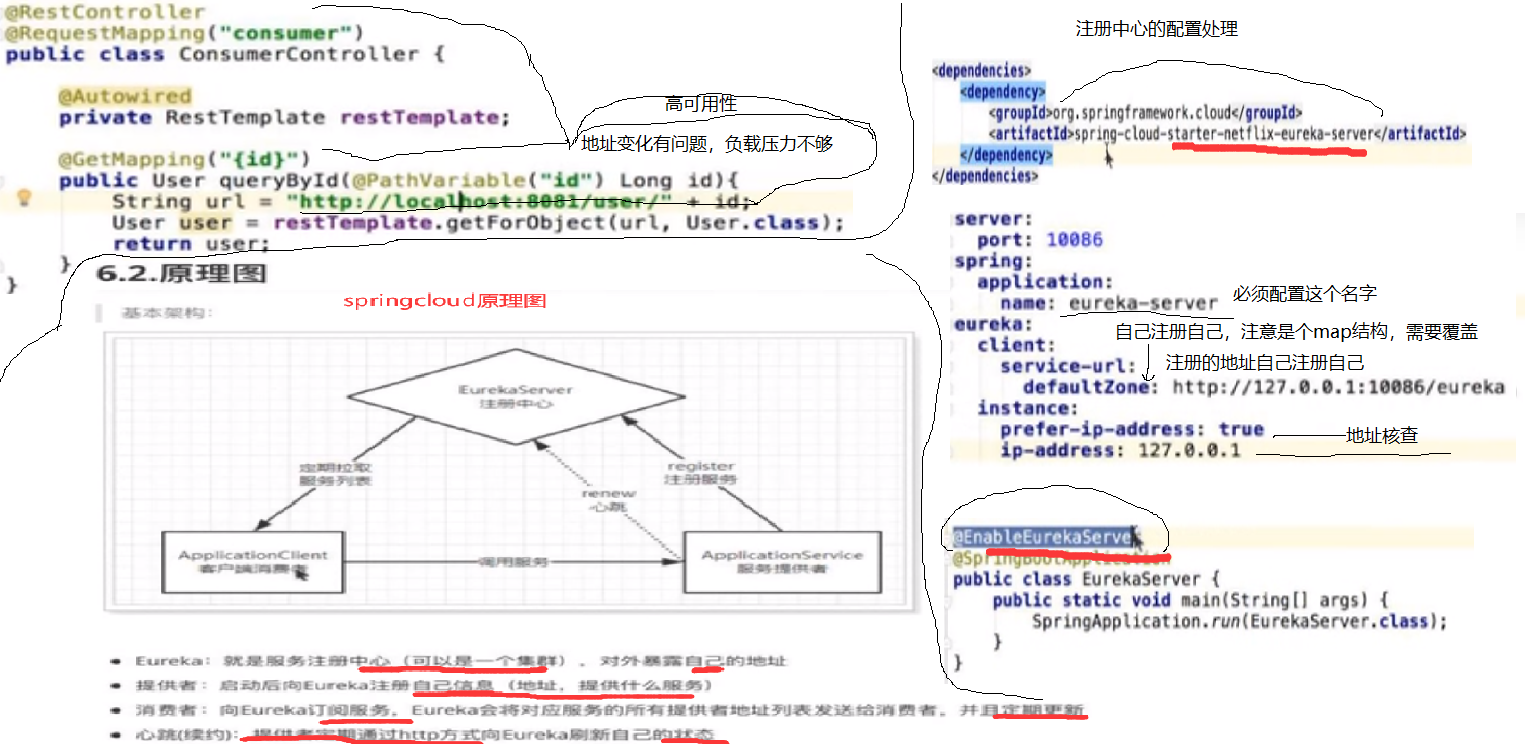 @RestController
@RequestMapping("consumer")
public class ConsumerController {
@Autowired
private RestTemplate restTemplate;
@GetMapping("{id}")
public User queryById(@PathVariable("id") Long id){
String url = "http://localhost:8081/user/" + id;
User user = restTemplate.getForObject(url, User.class);
return user;
}
}
高可用性
地址变化有问题，负载压力不够
6.2.原理图
springcloud原理图
基本架构:
EurekaServer
注册中心
定期拉取
服务列表
register
注册服务
renew
心跳
ApplicationClient
客户端消费者
调用服务
ApplicationService
服务提供者
Eureka：就是服务注册中心（可以是一个集群），对外暴露自己的地址
提供者：启动后向Eureka注册自己信息（地址，提供什么服务）
消费者：向Eureka订阅服务，Eureka会将对应服务的所有提供者地址列表发送给消费者，并且定期更新
心跳(续约)：提供者定期通过http方式向Eureka刷新自己的状态
注册中心的配置处理
<dependencies>
<dependency>
<groupId>org.springframework.cloud</groupId>
<artifactId>spring-cloud-starter-netflix-eureka-server</artifactId>
</dependency>
</dependencies>
server:
port: 10086
spring:
application:
name: eureka-server
必须配置这个名字
eureka:
自己注册自己，注意是个map结构，需要覆盖
client:
service-url:
注册的地址自己注册自己
defaultZone: http://127.0.0.1:10086/eureka
instance:
prefer-ip-address: true
地址核查
ip-address: 127.0.0.1
@EnableEurekaServer
@SpringBootApplication
public class EurekaServer {
public static void main(String[] args) {
SpringApplication.run(EurekaServer.class);
}
}